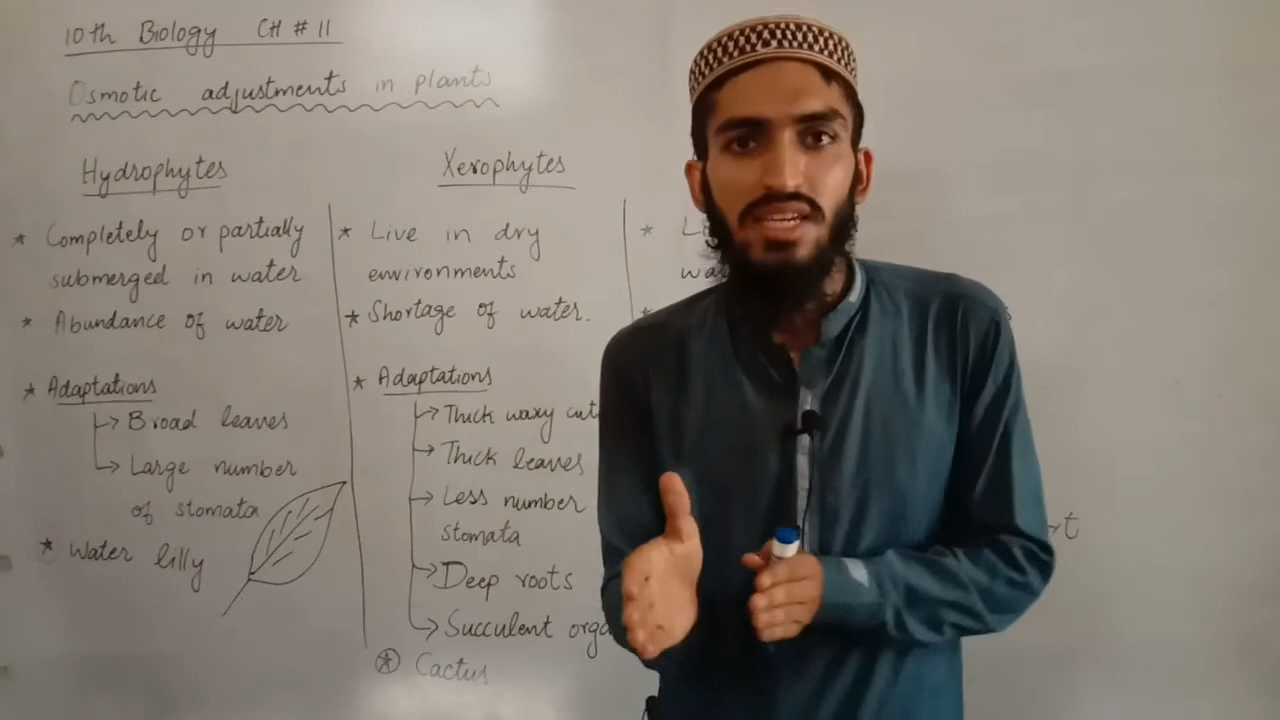 10th Biology CH # 11
Osmotic adjustments in plants
Hydrophytes
* Completely or partially
submerged in water
* Abundance of water
* Adaptations
→ Broad leaves
→ Large number
of stomata
* Water lilly
Xerophytes
* Live in dry
environments
* Shortage of water.
* Adaptations
→ Thick waxy
→ Thick leaves
→ Less number
stomata
→ Deep roots
→ Succulent
* Cactus
*
*